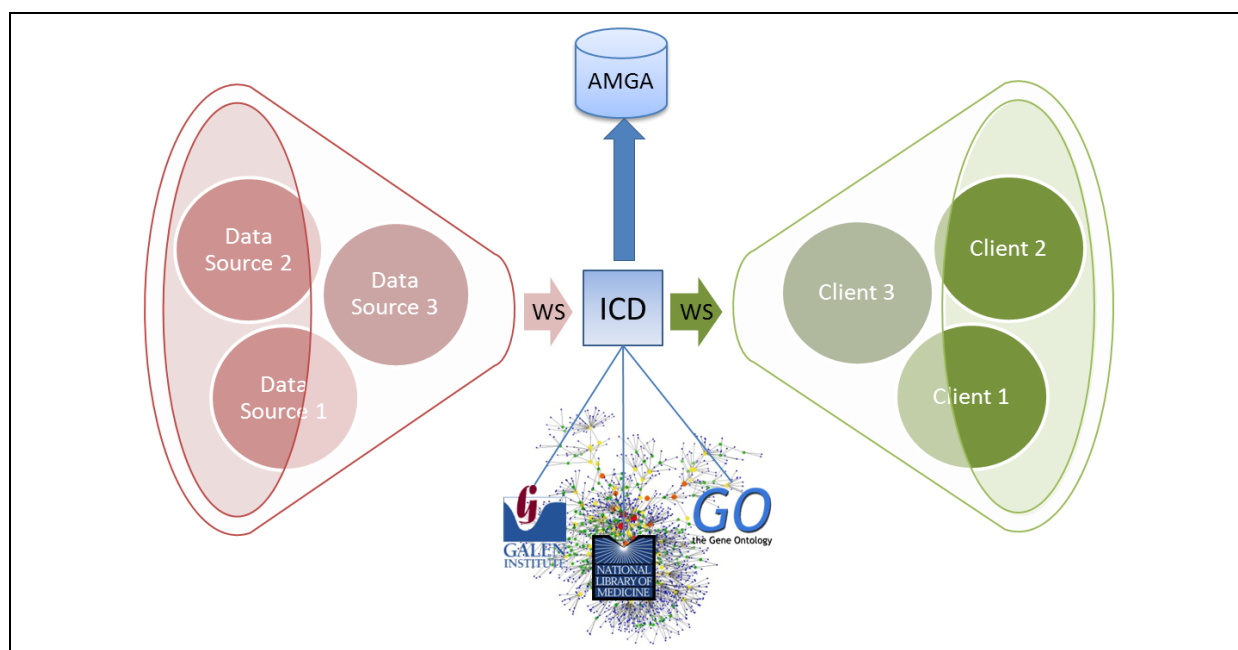 AMGA
Data
Source 2
Data
Source 3
Data
Source 1
WS
ICD
WS
Client 2
Client 3
Client 1
G
GALEN
INSTITUTE
NATIONAL
LIBRARY OF
MEDICINE
GO
the Gene Ontology